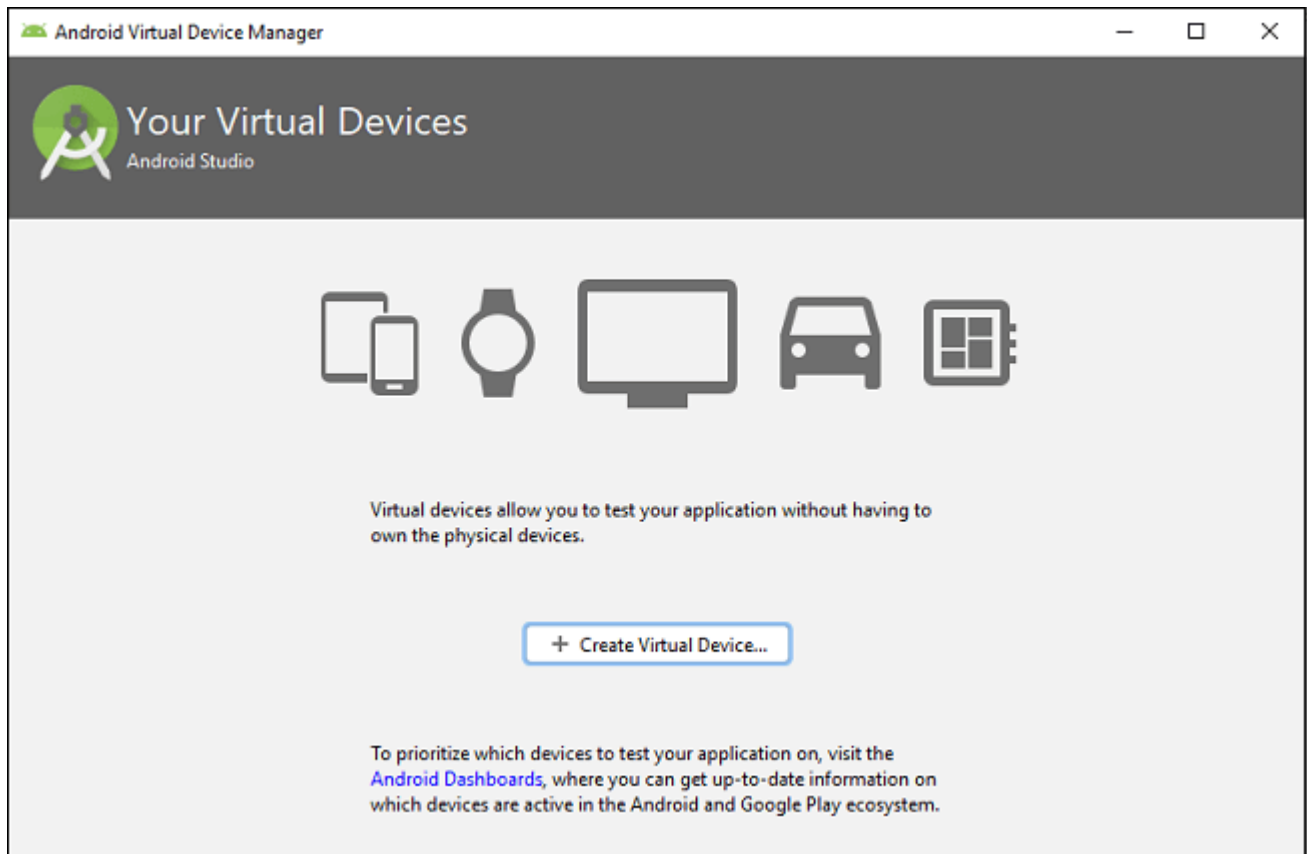 Android Virtual Device Manager
Your Virtual Devices
Android Studio
Virtual devices allow you to test your application without having to
own the physical devices.
+ Create Virtual Device...
To prioritize which devices to test your application on, visit the
Android Dashboards, where you can get up-to-date information on
which devices are active in the Android and Google Play ecosystem.